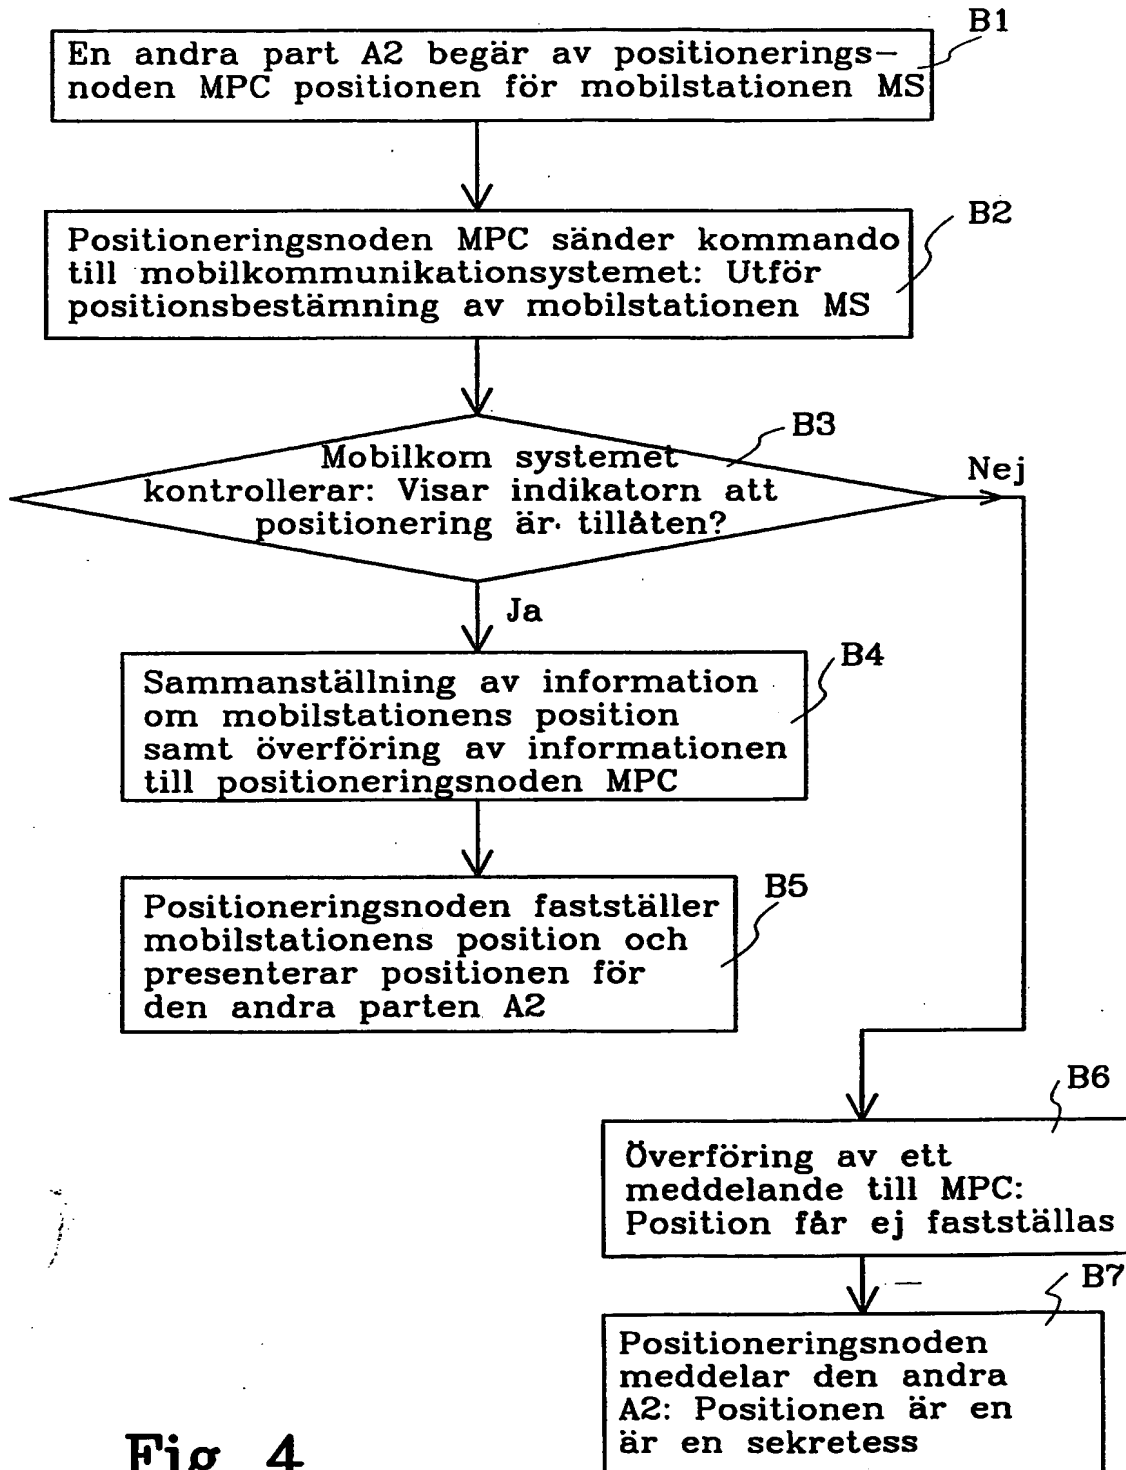 B1
En andra part A2 begär av positionerings-
noden MPC positionen för mobilstationen MS
B2
Positioneringsnoden MPC sänder kommando
till mobilkommunikationsystemet: Utför
positionsbestämning av mobilstationen MS
B3
Mobilkom systemet
kontrollerar: Visar indikatorn att
positionering är tillåten?
Nej
Ja
B4
Sammanställning av information
om mobilstationens position
samt överföring av informationen
till positioneringsnoden MPC
B5
Positioneringsnoden fastställer
mobilstationens position och
presenterar positionen för
den andra parten A2
B6
Överföring av ett
meddelande till MPC:
Position får ej fastställas
B7
Positioneringsnoden
meddelar den andra
A2: Positionen är en
är en sekretess
Fig 4